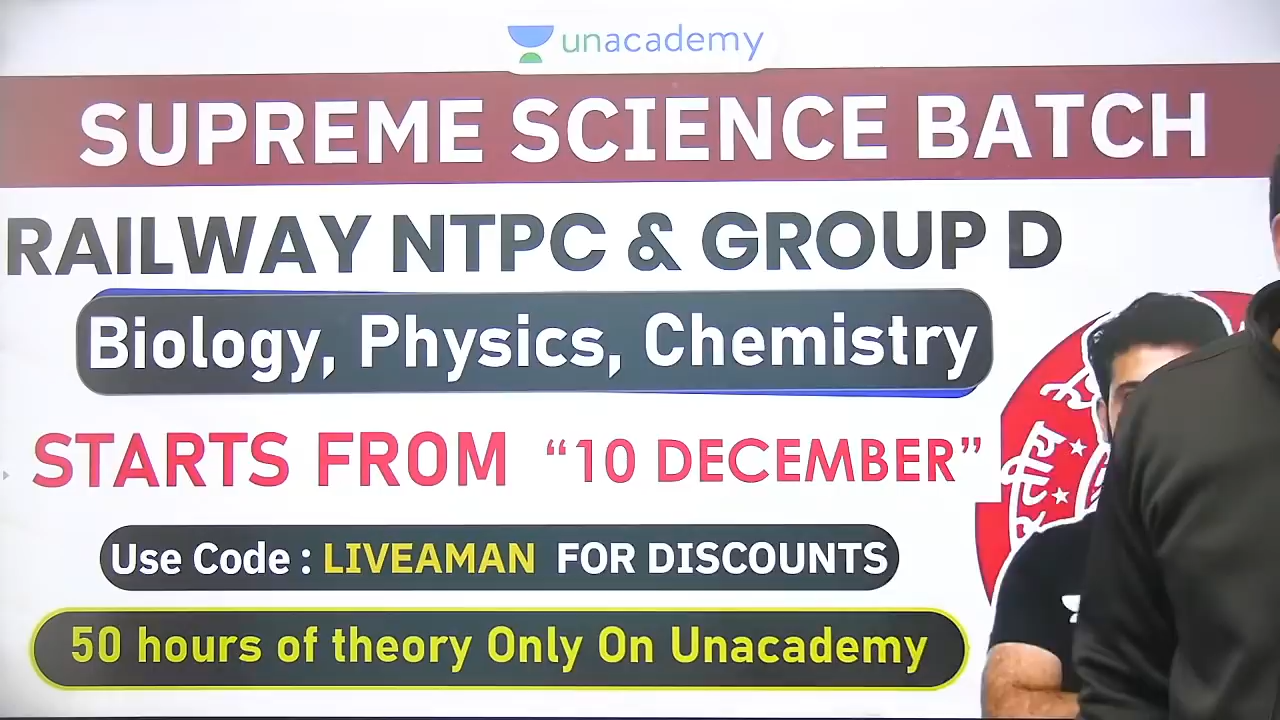 unacademy
SUPREME SCIENCE BATCH
RAILWAY NTPC & GROUP D
Biology, Physics, Chemistry
STARTS FROM “10 DECEMBER”
Use Code : LIVEAMAN FOR DISCOUNTS
50 hours of theory Only On Unacademy